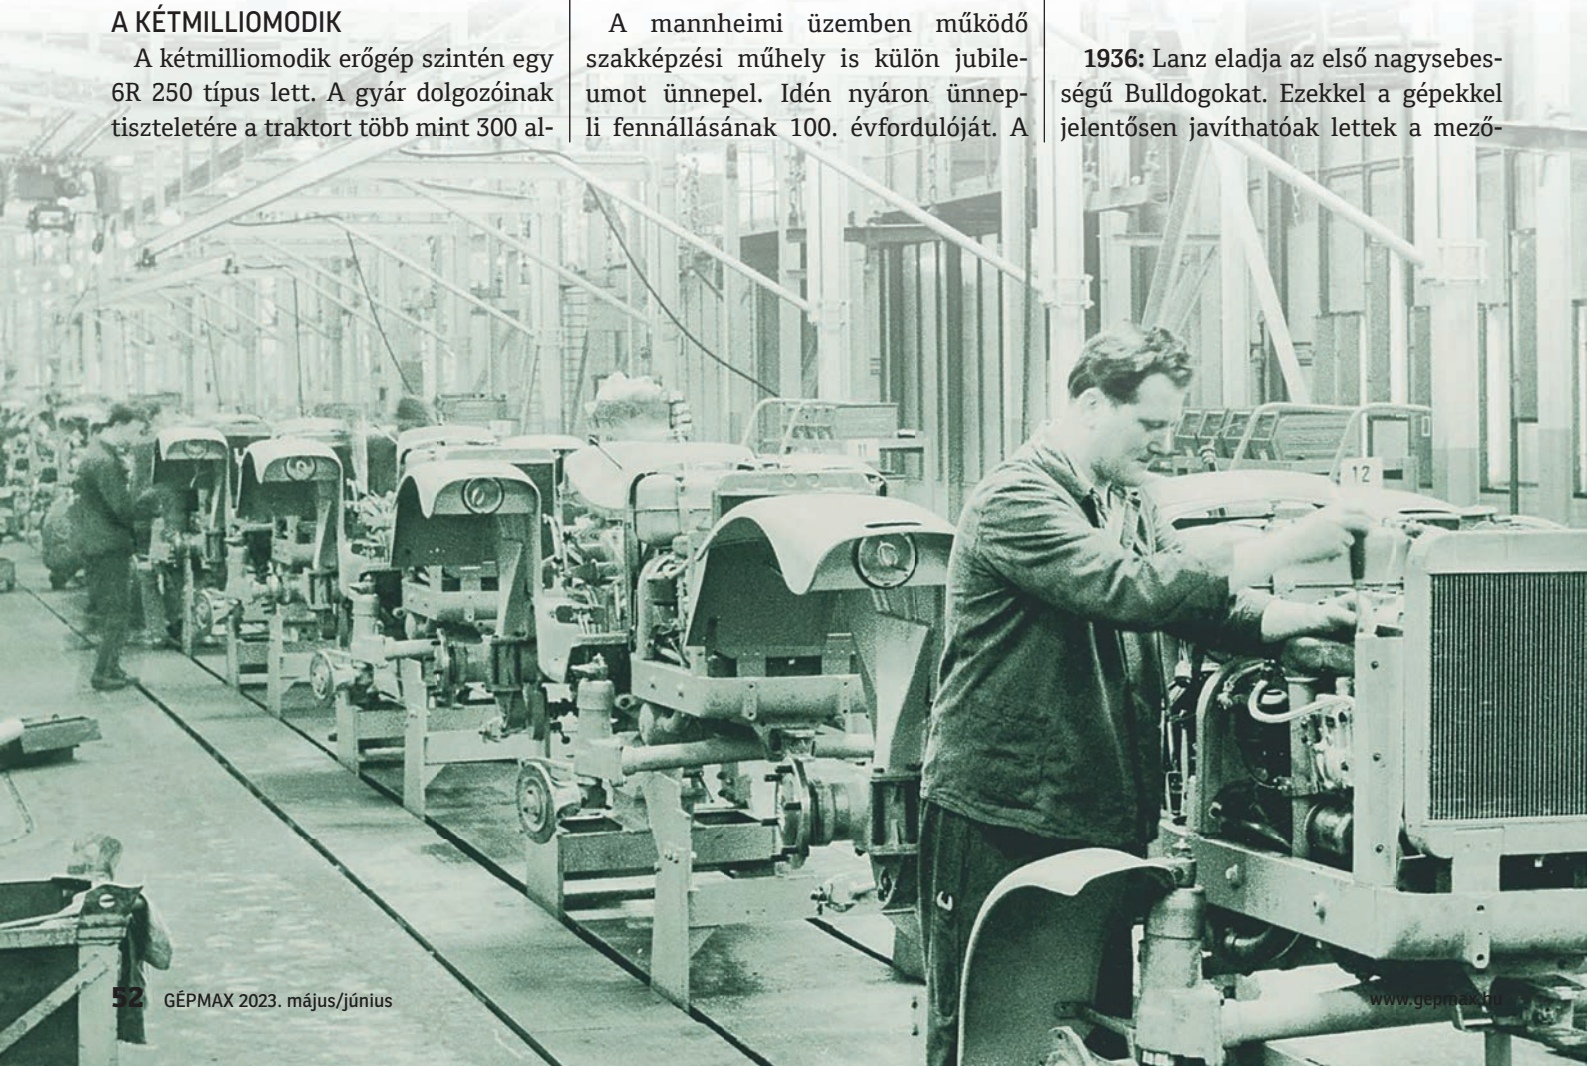 A KÉTMILLIOMODIK
A kétmilliomodik erőgép szintén egy
6R 250 típus lett. A gyár dolgozóinak
tiszteletére a traktort több mint 300 al-
A mannheimi üzemben működő
szakképzési műhely is külön jubile-
umot ünnepel. Idén nyáron ünnep-
li fennállásának 100. évfordulóját. A
1936: Lanz eladja az első nagysebes-
ségű Bulldogokat. Ezekkel a gépekkel
jelentősen javíthatóak lettek a mező-
11
12
52 GÉPMAX 2023. május/június
www.gepmax.hu